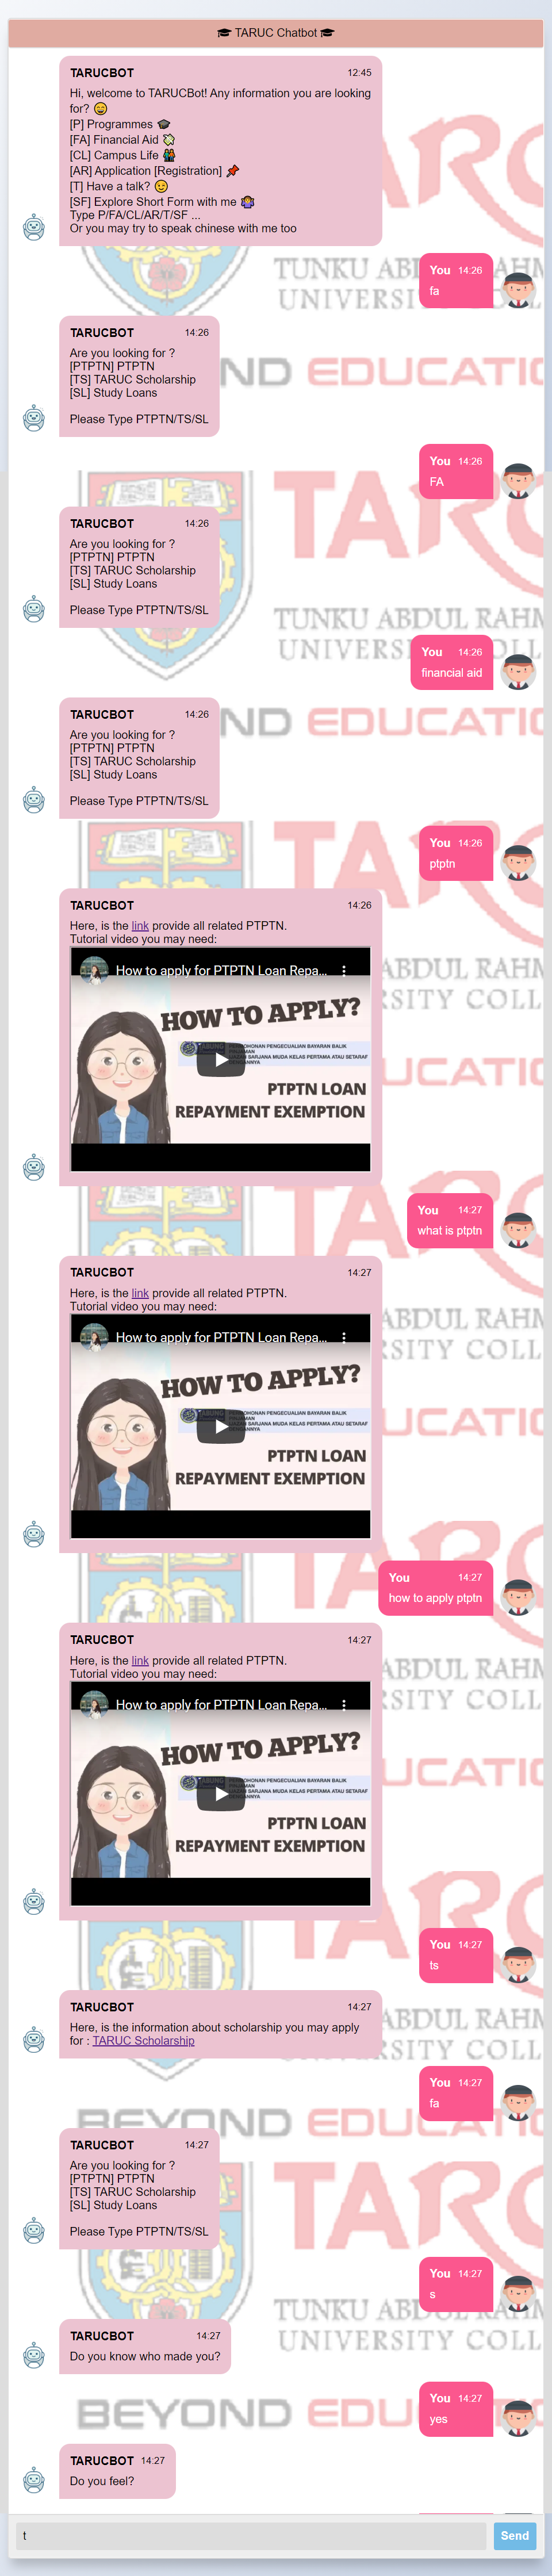 TARUC Chatbot
TARUCBOT 12:45
Hi, welcome to TARUCBot! Any information you are looking
for? 😄
[P] Programmes 🎓
[FA] Financial Aid 💸
[CL] Campus Life 👫
[AR] Application [Registration] 📌
[T] Have a talk? 😉
[SF] Explore Short Form with me 🤷
Type P/FA/CL/AR/T/SF ...
Or you may try to speak chinese with me too
You 14:26
fa
TARUCBOT 14:26
Are you looking for ?
[PTPTN] PTPTN
[TS] TARUC Scholarship
[SL] Study Loans
Please Type PTPTN/TS/SL
You 14:26
FA
TARUCBOT 14:26
Are you looking for ?
[PTPTN] PTPTN
[TS] TARUC Scholarship
[SL] Study Loans
Please Type PTPTN/TS/SL
You 14:26
financial aid
TARUCBOT 14:26
Are you looking for ?
[PTPTN] PTPTN
[TS] TARUC Scholarship
[SL] Study Loans
Please Type PTPTN/TS/SL
You 14:26
ptptn
TARUCBOT 14:26
Here, is the link provide all related PTPTN.
Tutorial video you may need:
How to apply for PTPTN Loan Repa...
HOW TO APPLY?
PTPTN LOAN
REPAYMENT EXEMPTION
You 14:27
what is ptptn
TARUCBOT 14:27
Here, is the link provide all related PTPTN.
Tutorial video you may need:
How to apply for PTPTN Loan Repa...
HOW TO APPLY?
PTPTN LOAN
REPAYMENT EXEMPTION
You 14:27
how to apply ptptn
TARUCBOT 14:27
Here, is the link provide all related PTPTN.
Tutorial video you may need:
How to apply for PTPTN Loan Repa...
HOW TO APPLY?
PTPTN LOAN
REPAYMENT EXEMPTION
You 14:27
ts
TARUCBOT 14:27
Here, is the information about scholarship you may apply
for : TARUC Scholarship
You 14:27
fa
BEYOND EDUCATIO
TARUCBOT 14:27
Are you looking for ?
[PTPTN] PTPTN
[TS] TARUC Scholarship
[SL] Study Loans
Please Type PTPTN/TS/SL
You 14:27
s
TARUCBOT 14:27
Do you know who made you?
You 14:27
yes
BEYOND EDU
TARUCBOT 14:27
Do you feel?
t
Send